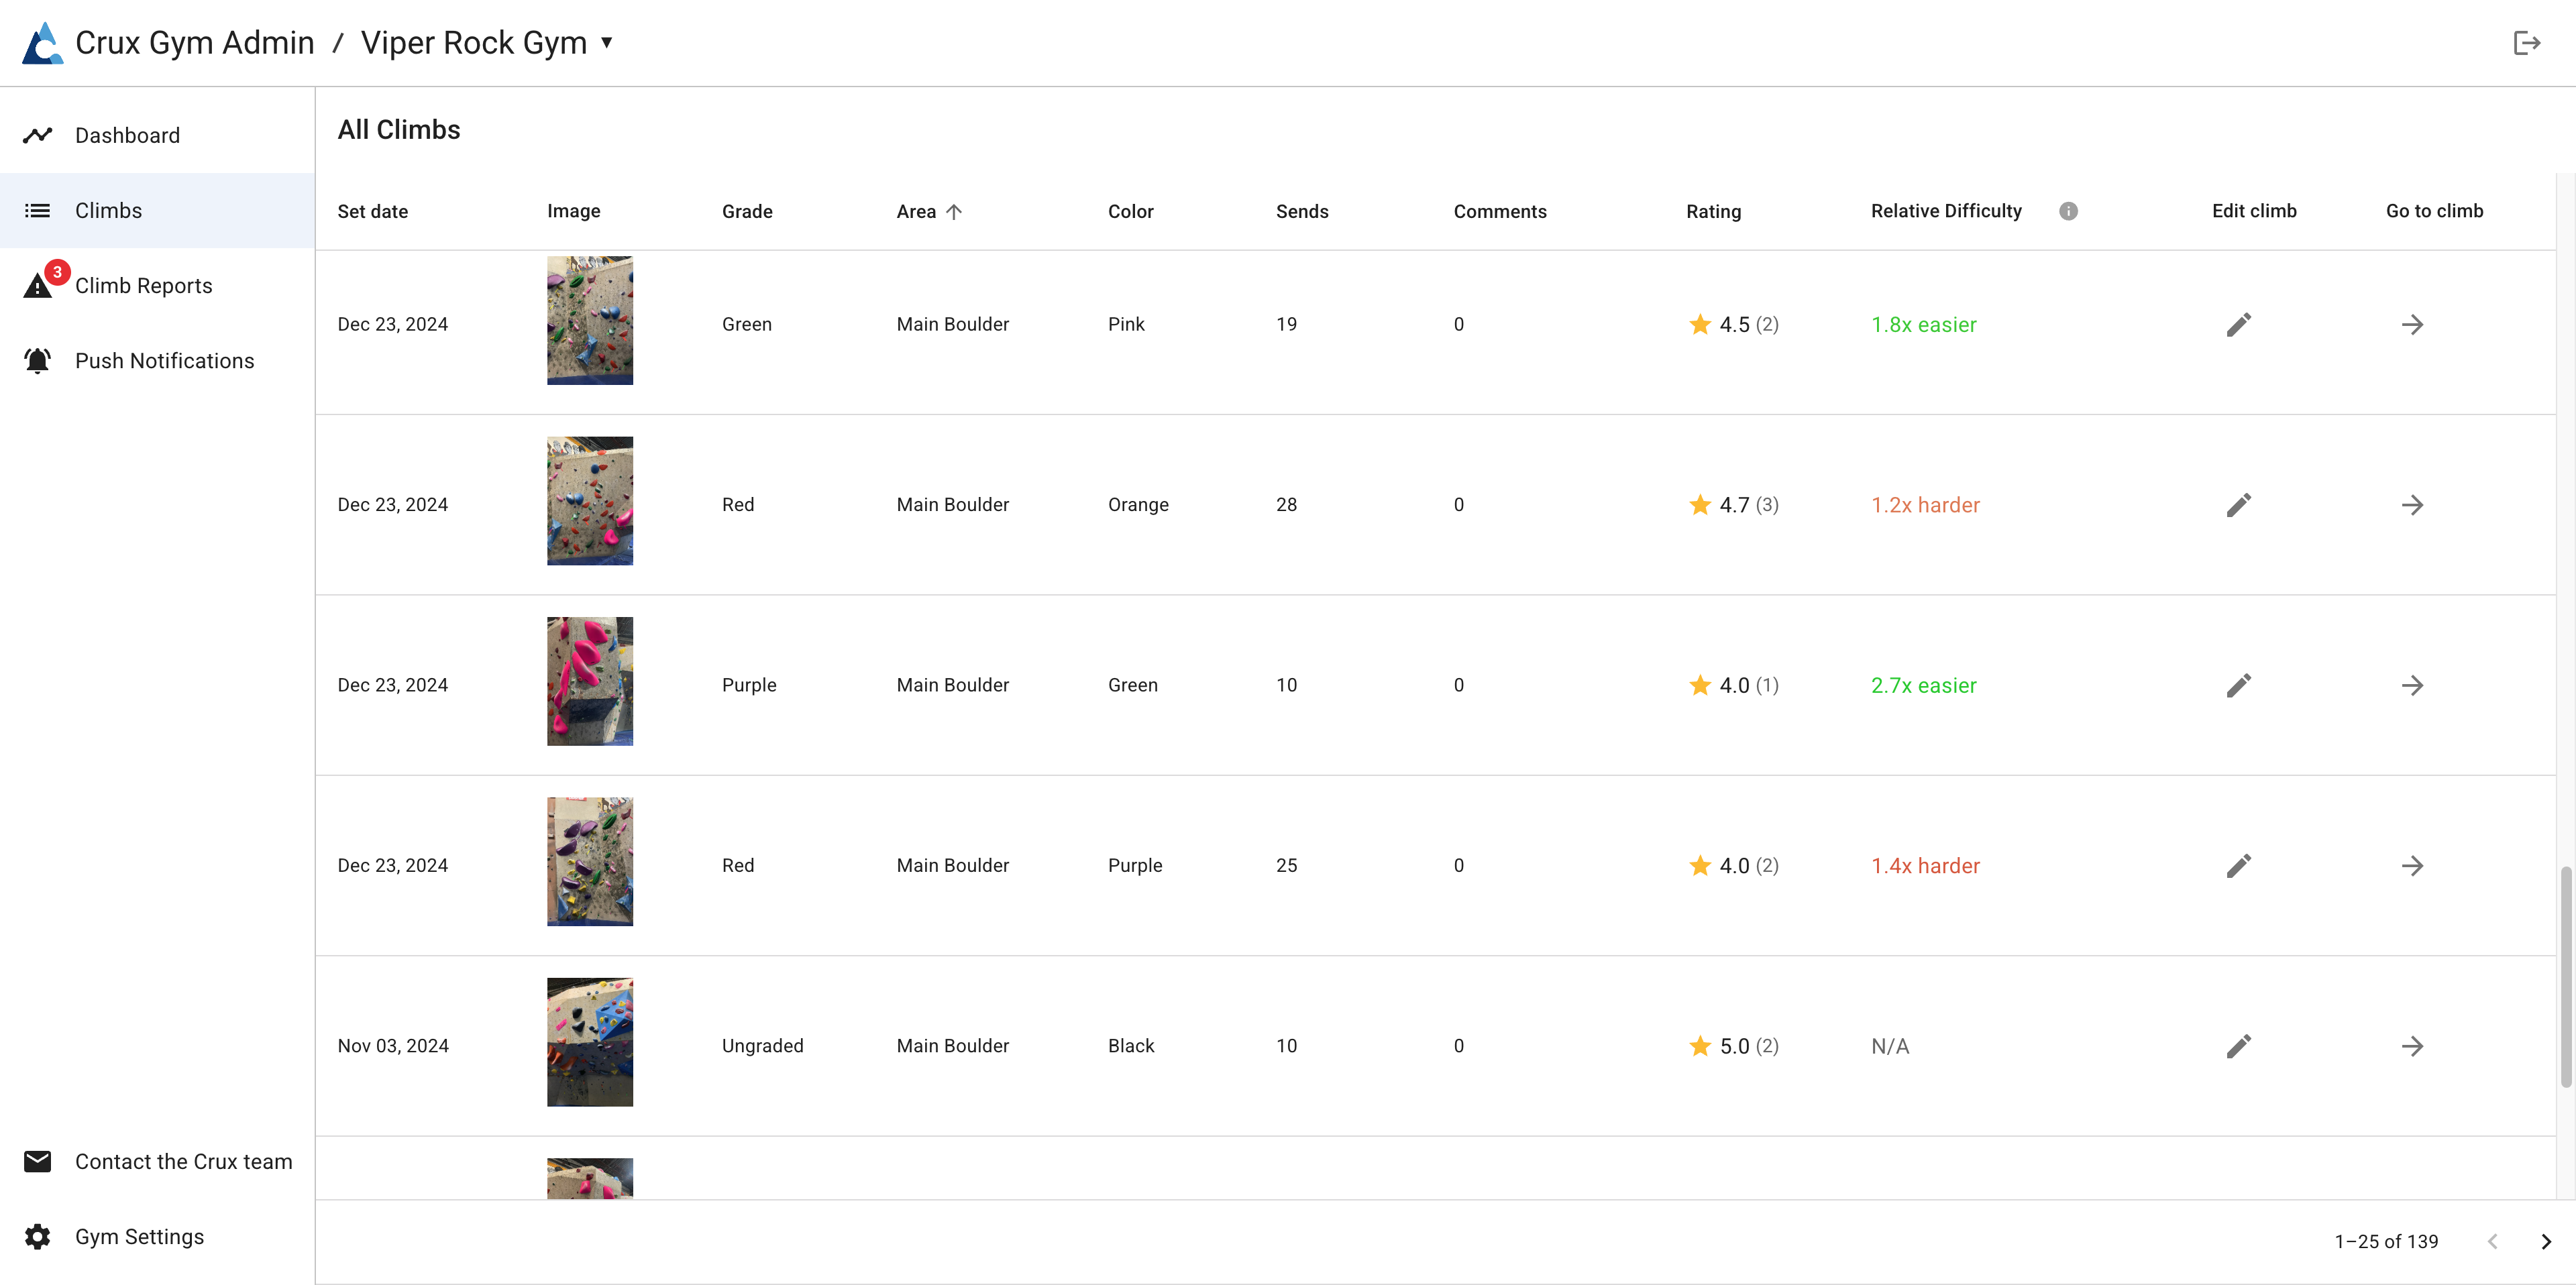 Crux Gym Admin / Viper Rock Gym ▼
Dashboard
Climbs
3
Climb Reports
Push Notifications
Contact the Crux team
Gym Settings
All Climbs
Set date Image Grade Area ↑ Color Sends Comments Rating Relative Difficulty i Edit climb Go to climb
Dec 23, 2024 Green Main Boulder Pink 19 0 4.5 (2) 1.8x easier
Dec 23, 2024 Red Main Boulder Orange 28 0 4.7 (3) 1.2x harder
Dec 23, 2024 Purple Main Boulder Green 10 0 4.0 (1) 2.7x easier
Dec 23, 2024 Red Main Boulder Purple 25 0 4.0 (2) 1.4x harder
Nov 03, 2024 Ungraded Main Boulder Black 10 0 5.0 (2) N/A
1–25 of 139